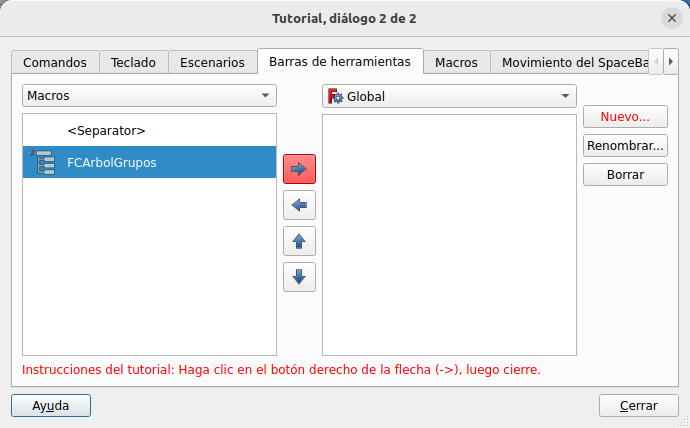 Tutorial, diálogo 2 de 2
Comandos Teclado Escenarios Barras de herramientas Macros Movimiento del SpaceBa
Macros
Global
<Separator>
FCArbolGrupos
Nuevo...
Renombrar...
Borrar
Instrucciones del tutorial: Haga clic en el botón derecho de la flecha (->), luego cierre.
Ayuda
Cerrar